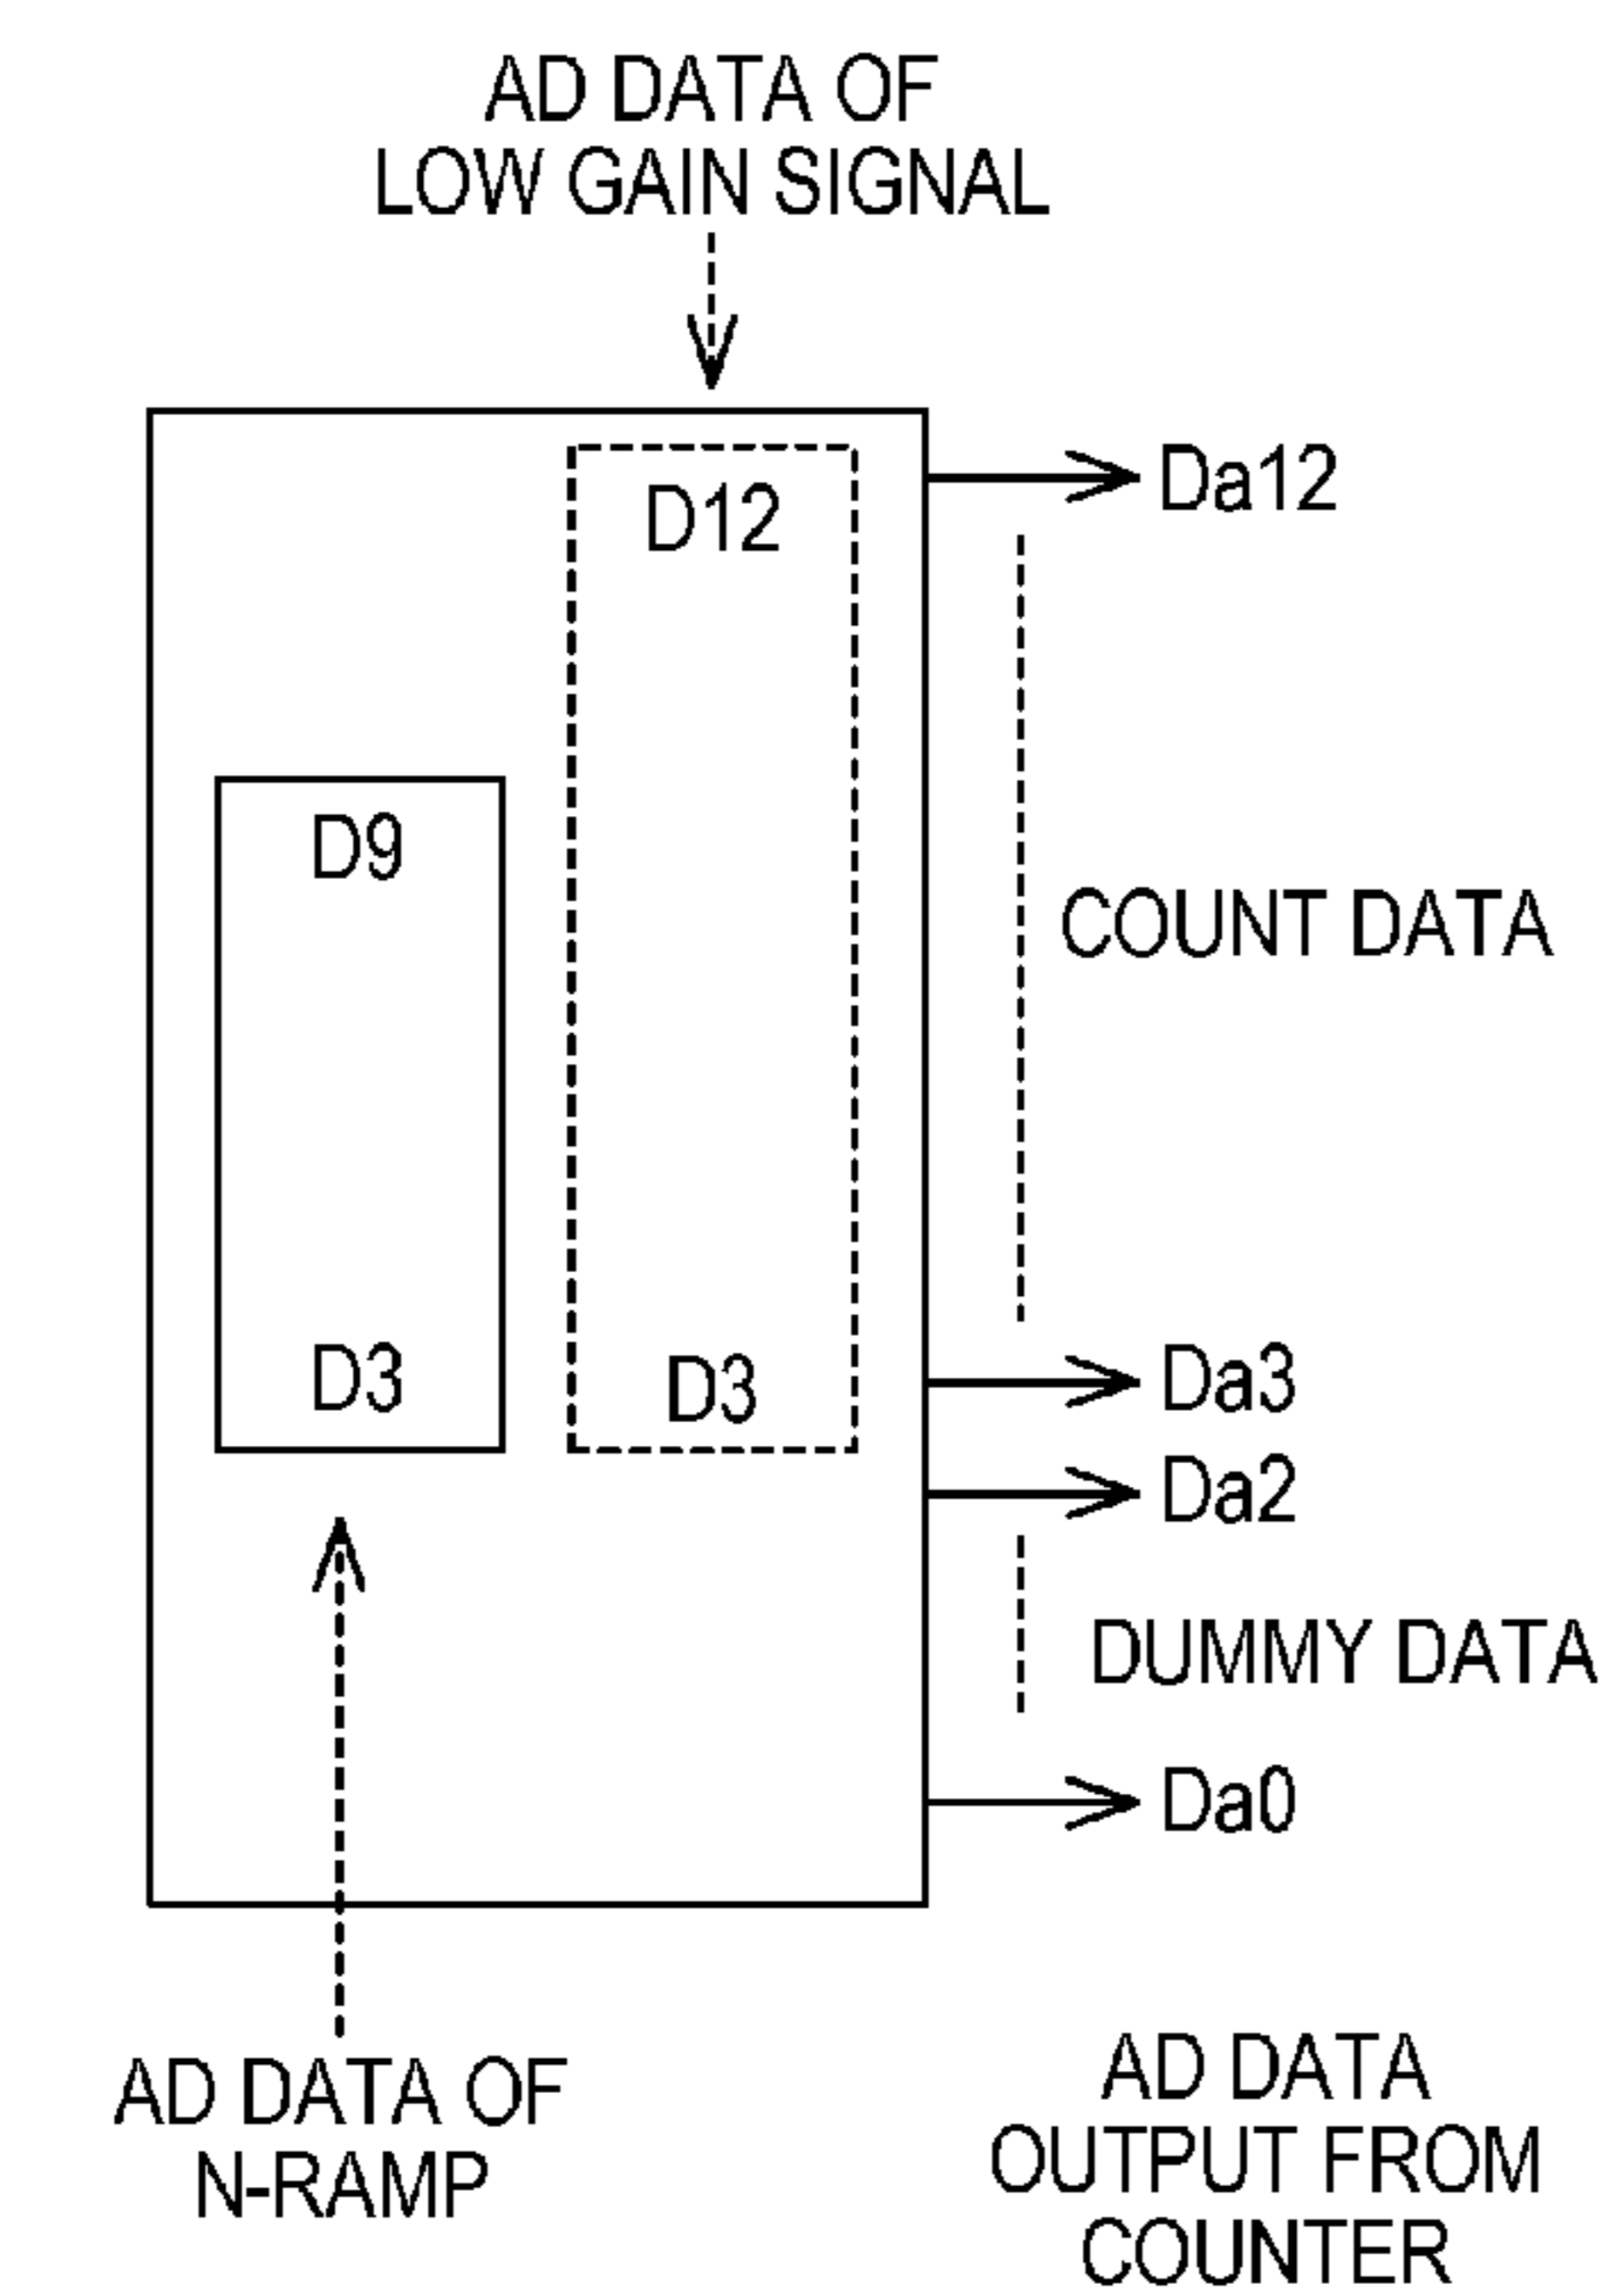 AD DATA OF
LOW GAIN SIGNAL
D12
Da12
D9
COUNT DATA
D3
D3
Da3
Da2
DUMMY DATA
Da0
AD DATA OF
N-RAMP
AD DATA
OUTPUT FROM
COUNTER